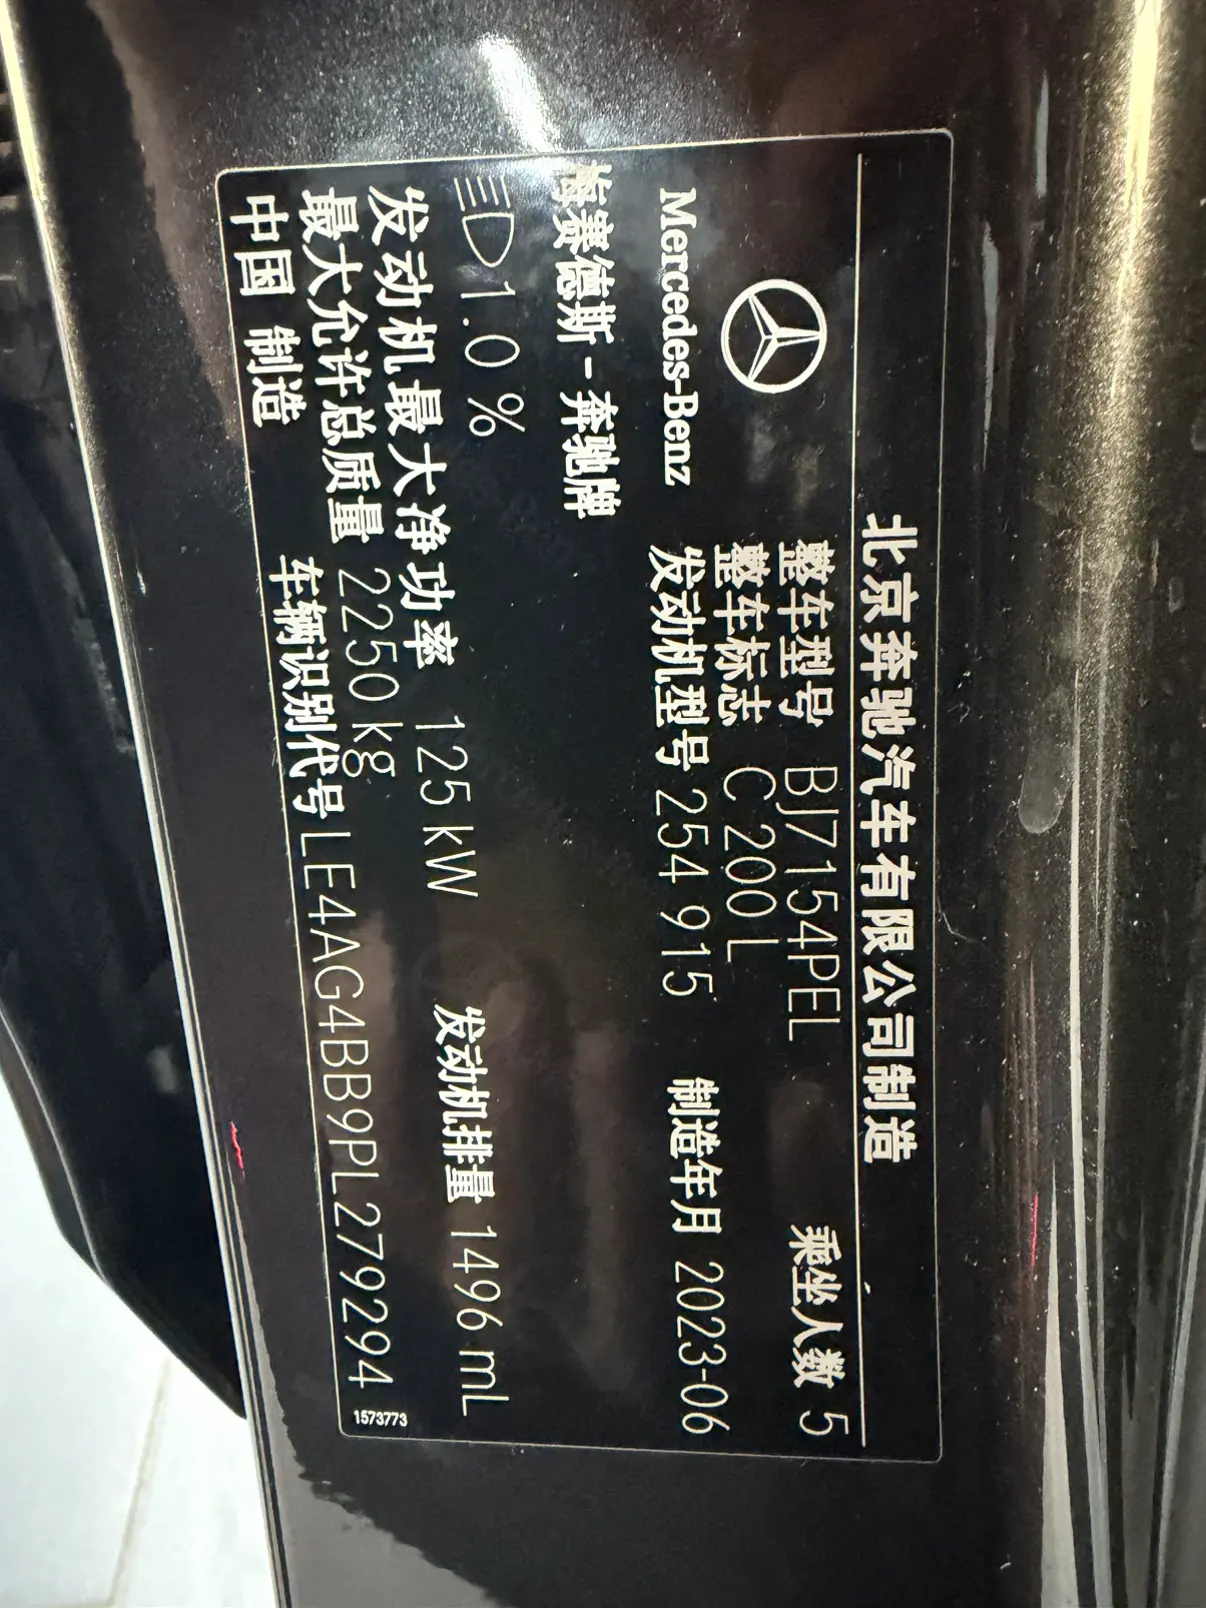 北京奔驰汽车有限公司制造
整车型号 BJ7154PEL 乘坐人数 5
整车标志 C 200 L
Mercedes-Benz 发动机型号 254 915 制造年月 2023-06
梅赛德斯-奔驰牌
1.0 %
发动机最大净功率 125 kW 发动机排量 1496 mL
最大允许总质量 2250kg
中国 制造 车辆识别代号 LE4AG4BB9PL279294
1573773